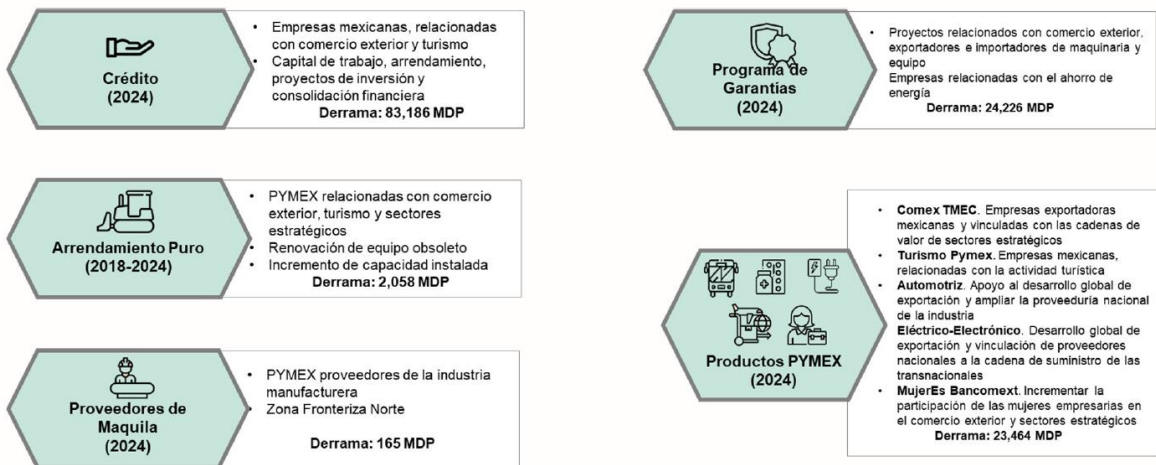 Crédito
(2024)
• Empresas mexicanas, relacionadas
con comercio exterior y turismo
• Capital de trabajo, arrendamiento,
proyectos de inversión y
consolidación financiera
Derrama: 83,186 MDP
Arrendamiento Puro
(2018-2024)
• PYMEX relacionadas con comercio
exterior, turismo y sectores
estratégicos
• Renovación de equipo obsoleto
• Incremento de capacidad instalada
Derrama: 2,058 MDP
Proveedores de
Maquila
(2024)
• PYMEX proveedores de la industria
manufacturera
• Zona Fronteriza Norte
Derrama: 165 MDP
Programa de
Garantías
(2024)
• Proyectos relacionados con comercio exterior,
exportadores e importadores de maquinaria y
equipo
Empresas relacionadas con el ahorro de
energía
Derrama: 24,226 MDP
Productos PYMEX
(2024)
• Comex TMEC. Empresas exportadoras
mexicanas y vinculadas con las cadenas de
valor de sectores estratégicos
• Turismo Pymex. Empresas mexicanas,
relacionadas con la actividad turística
• Automotriz. Apoyo al desarrollo global de
exportación y ampliar la proveeduría nacional
de la industria
Eléctrico-Electrónico. Desarrollo global de
exportación y vinculación de proveedores
nacionales a la cadena de suministro de las
transnacionales
• MujerEs Bancomext. Incrementar la
participación de las mujeres empresarias en
el comercio exterior y sectores estratégicos
Derrama: 23,464 MDP